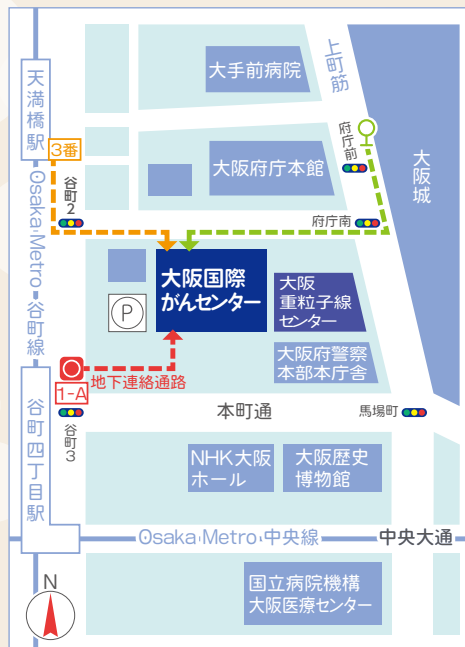 大手前病院
上町筋
天満橋駅
3番
府庁前
大阪府庁本館
大阪城
谷町2
府庁南
Osaka Metro 谷町線
大阪国際
がんセンター
大阪
重粒子線
センター
P
大阪府警察
本部本庁舎
地下連絡通路
1-A
本町通
馬場町
谷町3
谷町四丁目駅
NHK大阪
ホール
大阪歴史
博物館
Osaka Metro 中央線
中央大通
国立病院機構
大阪医療センター
N